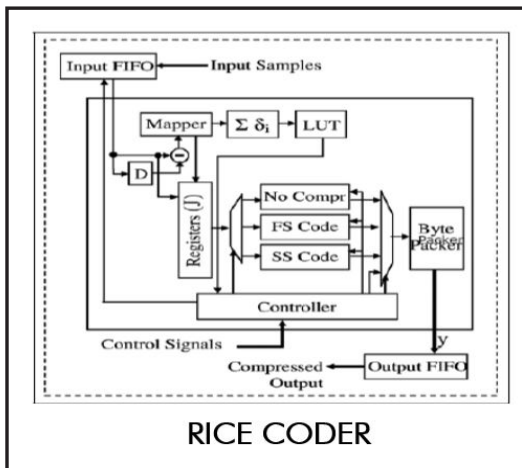 Input FIFO
Input Samples
Mapper
Σ δi
LUT
D
Registers (J)
No Compr
FS Code
SS Code
Byte
Packer
Packer
Controller
Control Signals
y
Compressed
Output
Output FIFO
RICE CODER